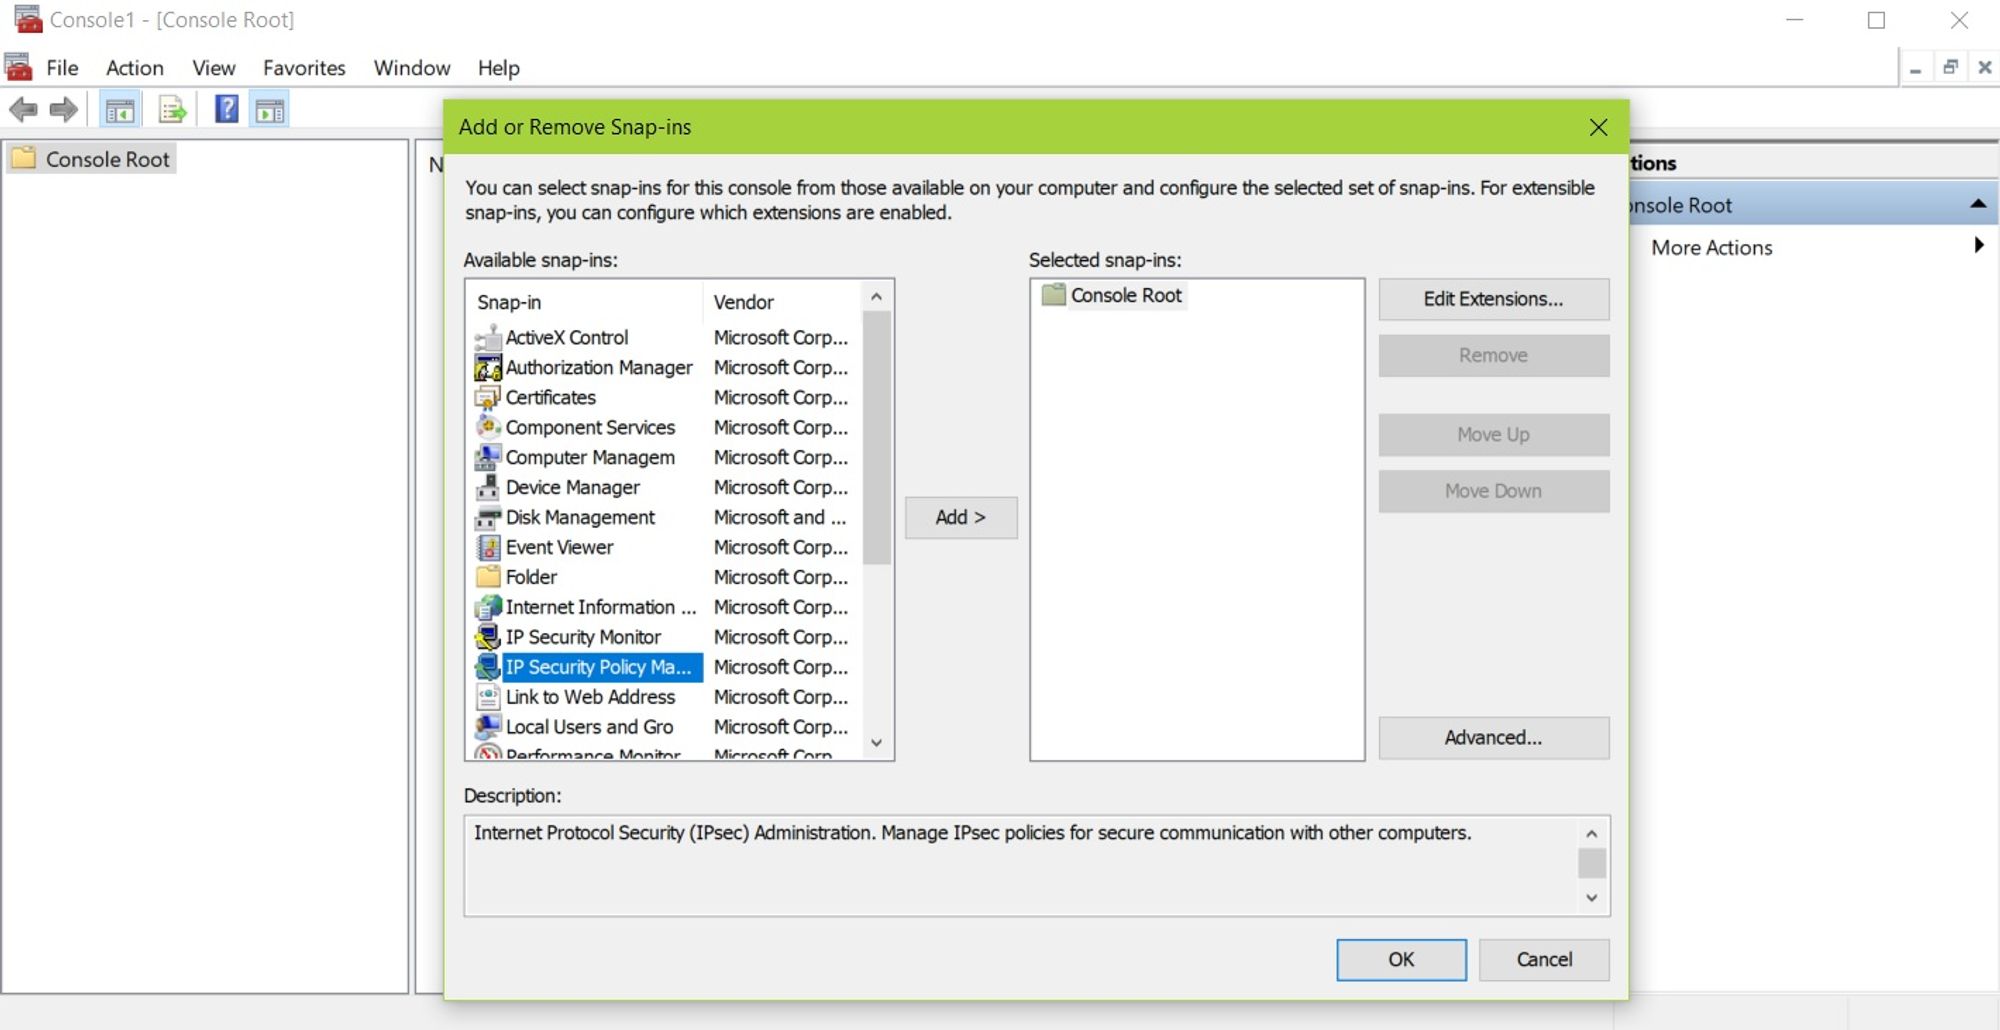 Console1 - [Console Root]
File Action View Favorites Window Help
Console Root
N
tions
onsole Root
More Actions
Add or Remove Snap-ins
You can select snap-ins for this console from those available on your computer and configure the selected set of snap-ins. For extensible
snap-ins, you can configure which extensions are enabled.
Available snap-ins:
Snap-in Vendor
ActiveX Control Microsoft Corp...
Authorization Manager Microsoft Corp...
Certificates Microsoft Corp...
Component Services Microsoft Corp...
Computer Managem Microsoft Corp...
Device Manager Microsoft Corp...
Disk Management Microsoft and ...
Event Viewer Microsoft Corp...
Folder Microsoft Corp...
Internet Information ... Microsoft Corp...
IP Security Monitor Microsoft Corp...
IP Security Policy Ma... Microsoft Corp...
Link to Web Address Microsoft Corp...
Local Users and Gro Microsoft Corp...
Performance Monitor Microsoft Corp...
Add >
Selected snap-ins:
Console Root
Edit Extensions...
Remove
Move Up
Move Down
Advanced...
Description:
Internet Protocol Security (IPsec) Administration. Manage IPsec policies for secure communication with other computers.
OK
Cancel